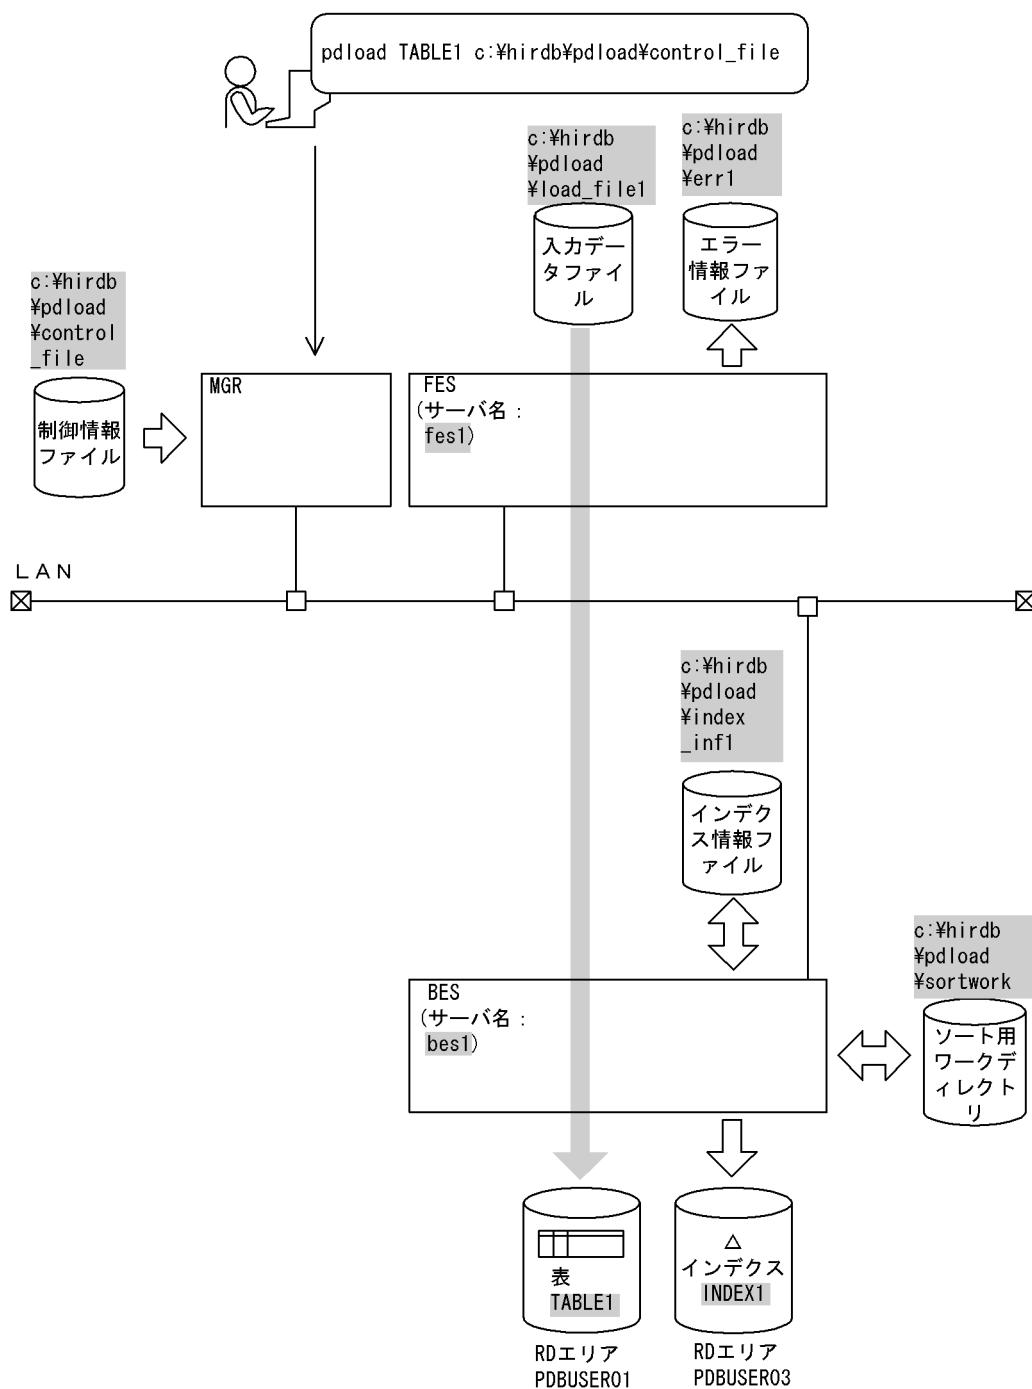 pdload TABLE1 c:¥hirdb¥pdload¥control_file
c:¥hirdb
¥pdload
¥load_file1
入力デー
タファイ
ル
c:¥hirdb
¥pdload
¥err1
エラー
情報ファ
イル
c:¥hirdb
¥pdload
¥control
_file
制御情報
ファイル
MGR
FES
(サーバ名：
fes1)
ＬＡＮ
c:¥hirdb
¥pdload
¥index
_inf1
インデク
ス情報フ
ァイル
BES
(サーバ名：
bes1)
c:¥hirdb
¥pdload
¥sortwork
ソート用
ワークデ
ィレクト
リ
表
TABLE1
インデクス
INDEX1
RDエリア
PDBUSER01
RDエリア
PDBUSER03